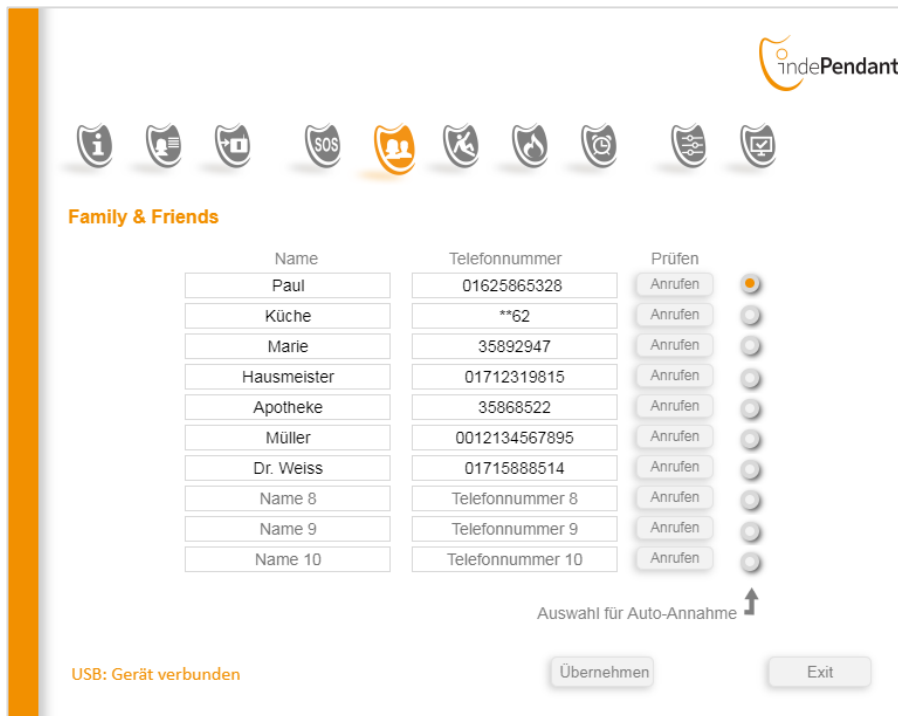 indePendant
i
SOS
Family & Friends
Name Telefonnummer Prüfen
Paul 01625865328 Anrufen
Küche **62 Anrufen
Marie 35892947 Anrufen
Hausmeister 01712319815 Anrufen
Apotheke 35868522 Anrufen
Müller 0012134567895 Anrufen
Dr. Weiss 01715888514 Anrufen
Name 8 Telefonnummer 8 Anrufen
Name 9 Telefonnummer 9 Anrufen
Name 10 Telefonnummer 10 Anrufen
Auswahl für Auto-Annahme
USB: Gerät verbunden Übernehmen Exit